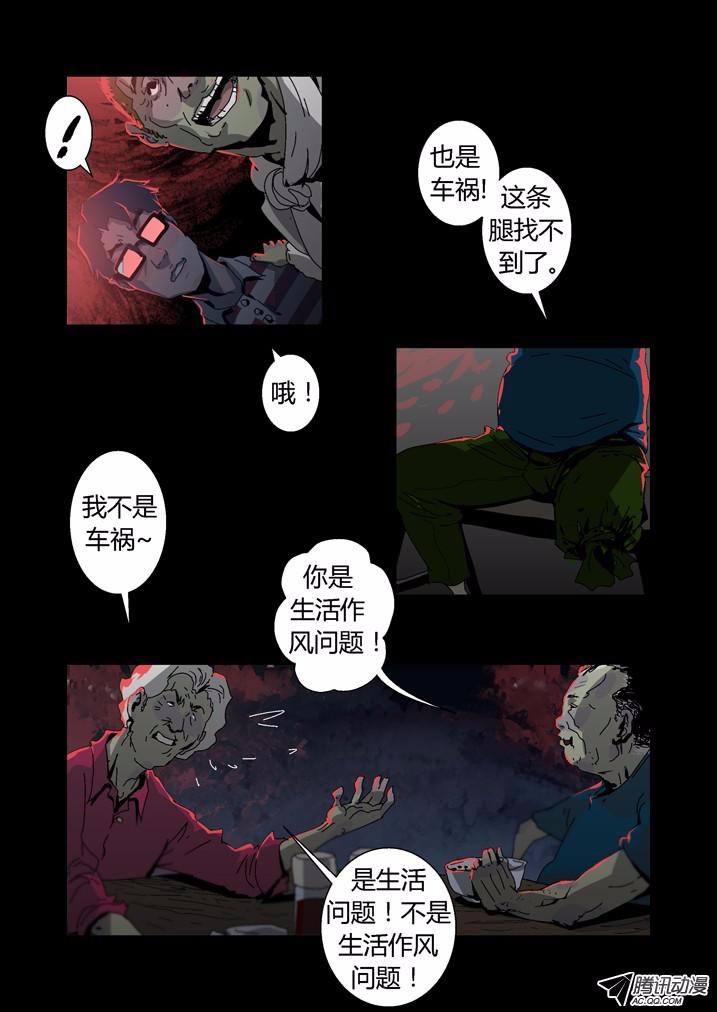 ！
也是
车祸!
这条
腿找不
到了。
哦！
我不是
车祸~
你是
生活作
风问题！
是生活
问题！不是
生活作风
问题！
腾讯动漫
AC.QQ.COM